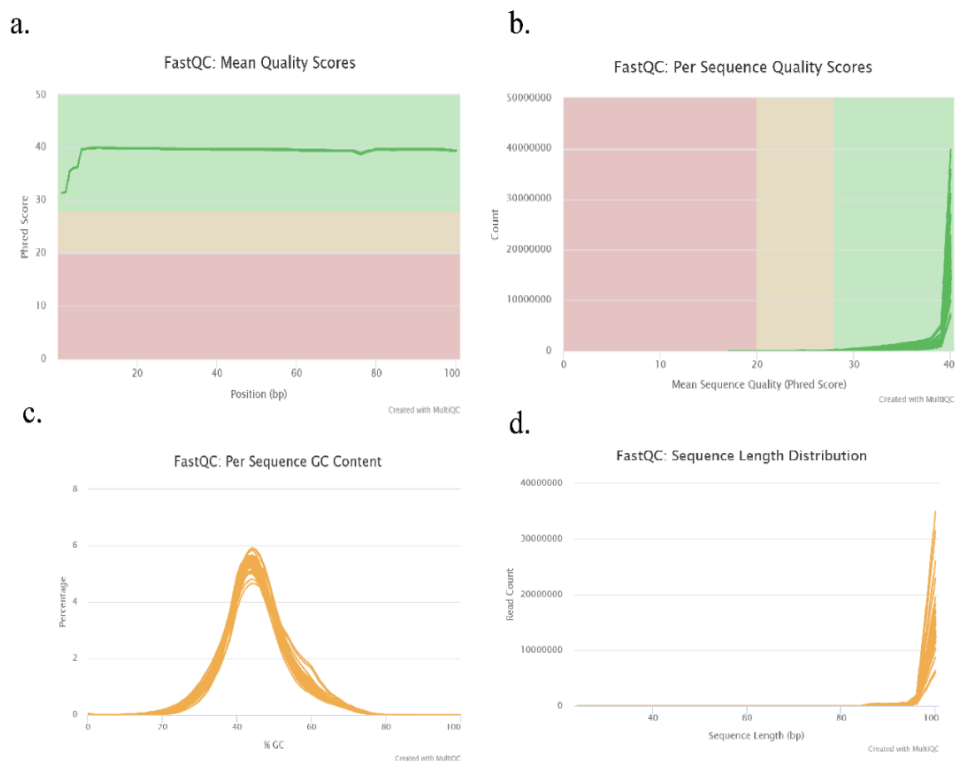 a.
FastQC: Mean Quality Scores
50
40
30
20
10
0
Phred Score
0 20 40 60 80 100
Position (bp)
Created with MultiQC
b.
FastQC: Per Sequence Quality Scores
50000000
40000000
30000000
20000000
10000000
0
Count
0 10 20 30 40
Mean Sequence Quality (Phred Score)
Created with MultiQC
c.
FastQC: Per Sequence GC Content
8
6
4
2
0
Percentage
0 20 40 60 80 100
% GC
Created with MultiQC
d.
FastQC: Sequence Length Distribution
40000000
30000000
20000000
10000000
0
Read Count
40 60 80 100
Sequence Length (bp)
Created with MultiQC